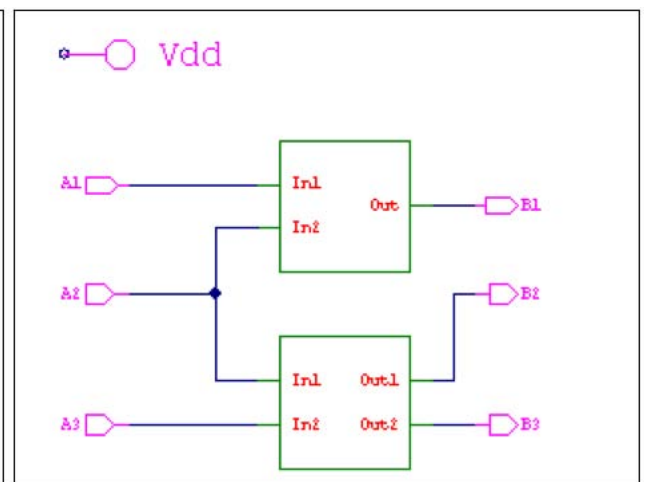 Vdd
A1 In1 Out B1
In2
A2 B2
In1 Out1
A3 In2 Out2 B3